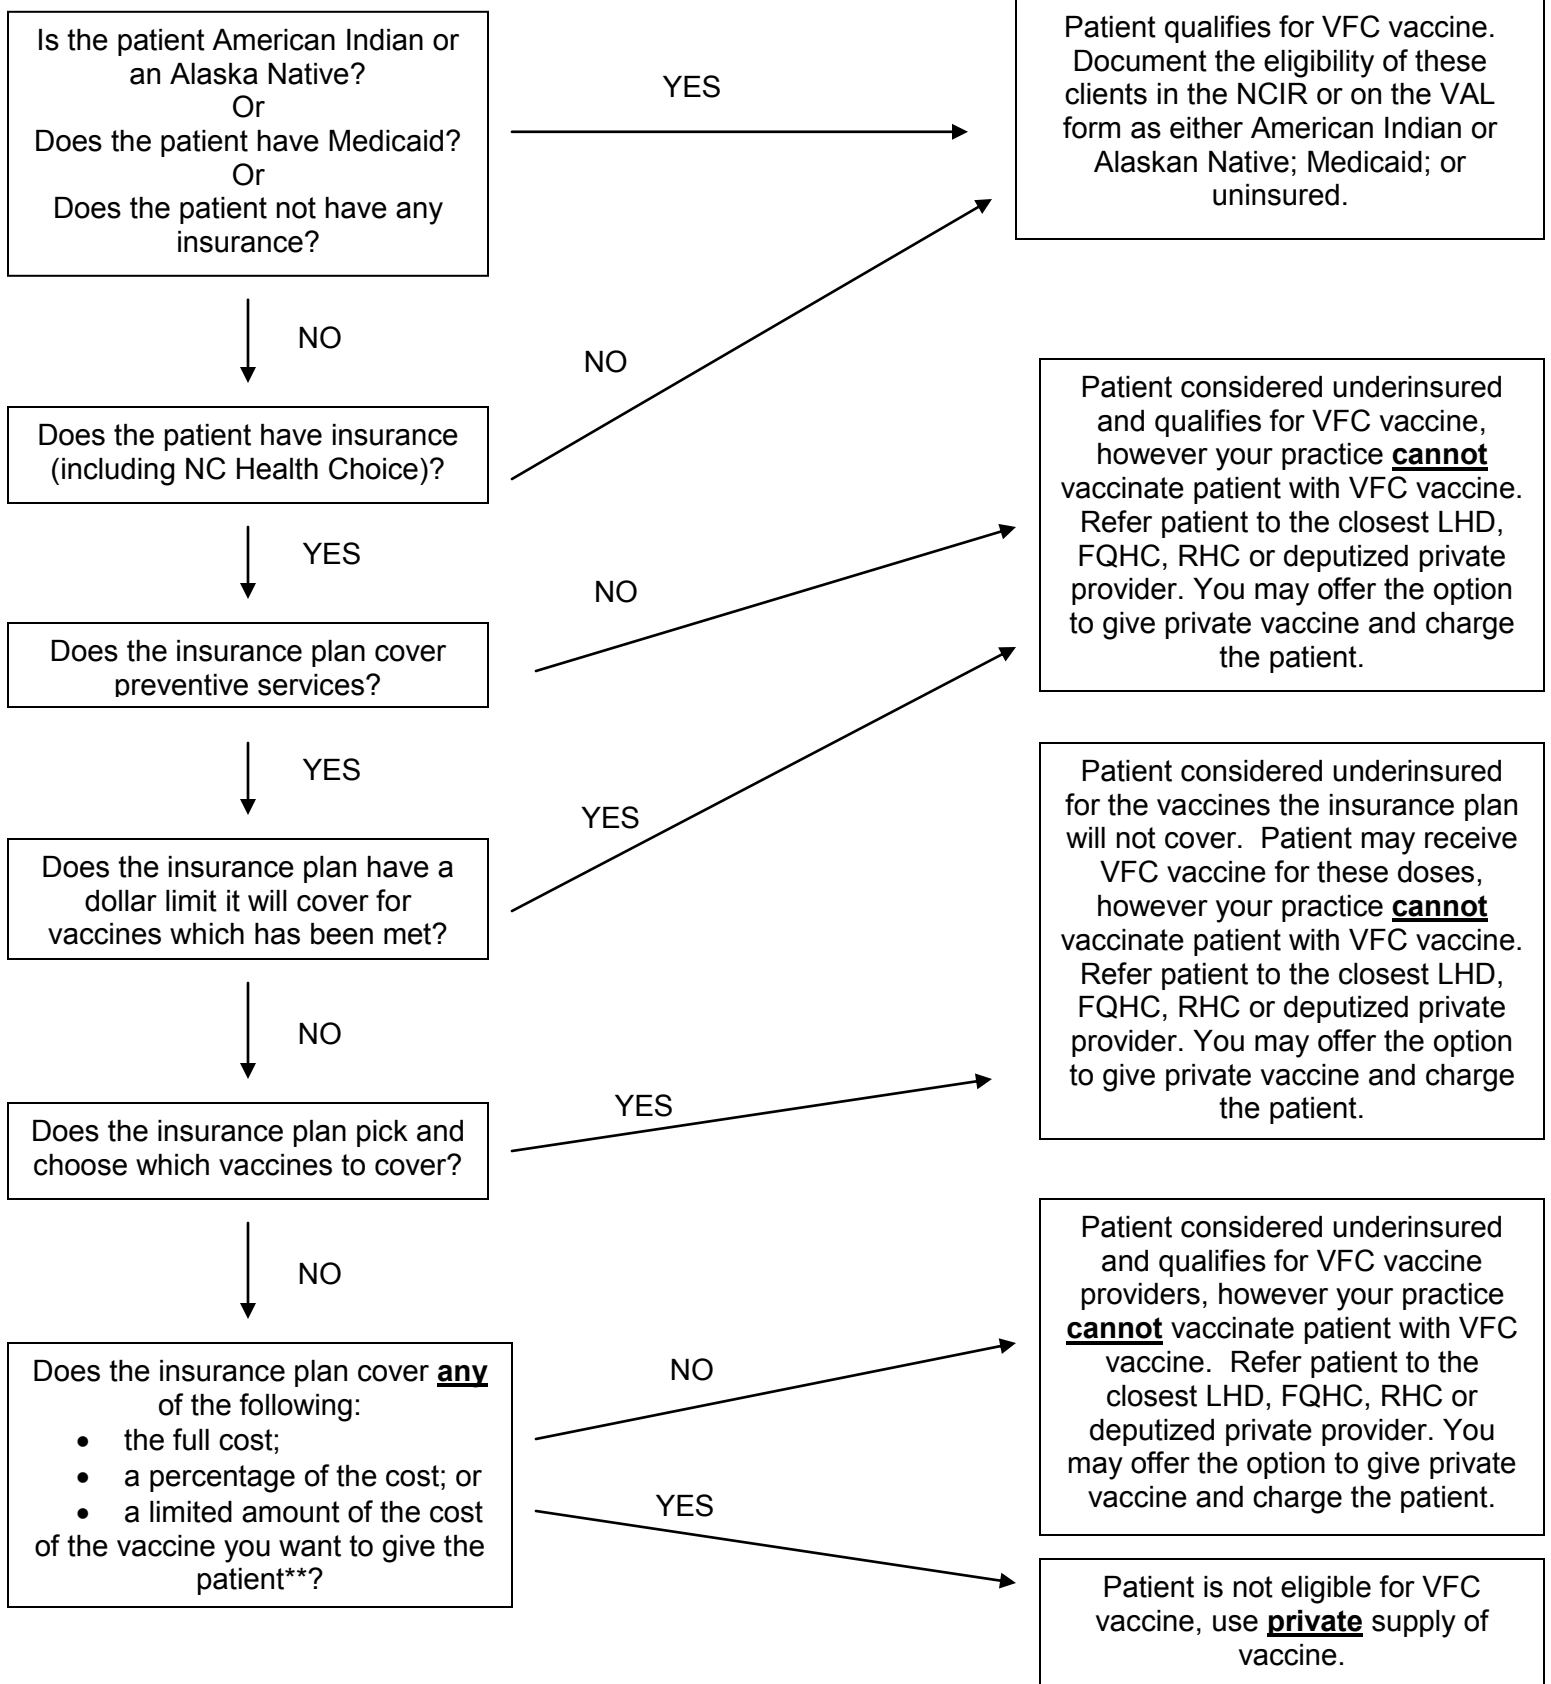 Is the patient American Indian or
an Alaska Native?
Or
Does the patient have Medicaid?
Or
Does the patient not have any
insurance?
YES
Patient qualifies for VFC vaccine.
Document the eligibility of these
clients in the NCIR or on the VAL
form as either American Indian or
Alaskan Native; Medicaid; or
uninsured.
NO
NO
Does the patient have insurance
(including NC Health Choice)?
YES
NO
Patient considered underinsured
and qualifies for VFC vaccine,
however your practice cannot
vaccinate patient with VFC vaccine.
Refer patient to the closest LHD,
FQHC, RHC or deputized private
provider. You may offer the option
to give private vaccine and charge
the patient.
Does the insurance plan cover
preventive services?
YES
YES
Does the insurance plan have a
dollar limit it will cover for
vaccines which has been met?
Patient considered underinsured
for the vaccines the insurance plan
will not cover.  Patient may receive
VFC vaccine for these doses,
however your practice cannot
vaccinate patient with VFC vaccine.
Refer patient to the closest LHD,
FQHC, RHC or deputized private
provider. You may offer the option
to give private vaccine and charge
the patient.
NO
YES
Does the insurance plan pick and
choose which vaccines to cover?
NO
NO
Patient considered underinsured
and qualifies for VFC vaccine
providers, however your practice
cannot vaccinate patient with VFC
vaccine.  Refer patient to the
closest LHD, FQHC, RHC or
deputized private provider. You
may offer the option to give private
vaccine and charge the patient.
Does the insurance plan cover any
of the following:
• the full cost;
• a percentage of the cost; or
• a limited amount of the cost
of the vaccine you want to give the
patient**?
YES
Patient is not eligible for VFC
vaccine, use private supply of
vaccine.